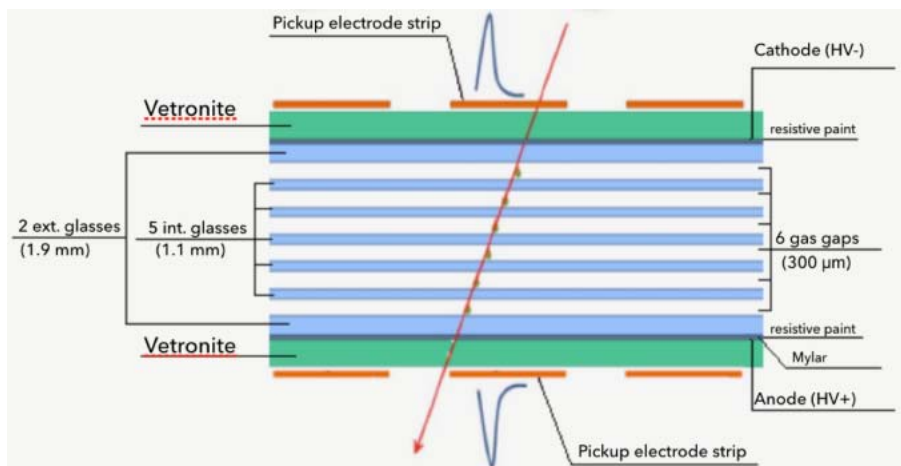 Pickup electrode strip
Cathode (HV-)
Vetronite
resistive paint
2 ext. glasses
(1.9 mm)
5 int. glasses
(1.1 mm)
6 gas gaps
(300 µm)
resistive paint
Vetronite
Mylar
Anode (HV+)
Pickup electrode strip